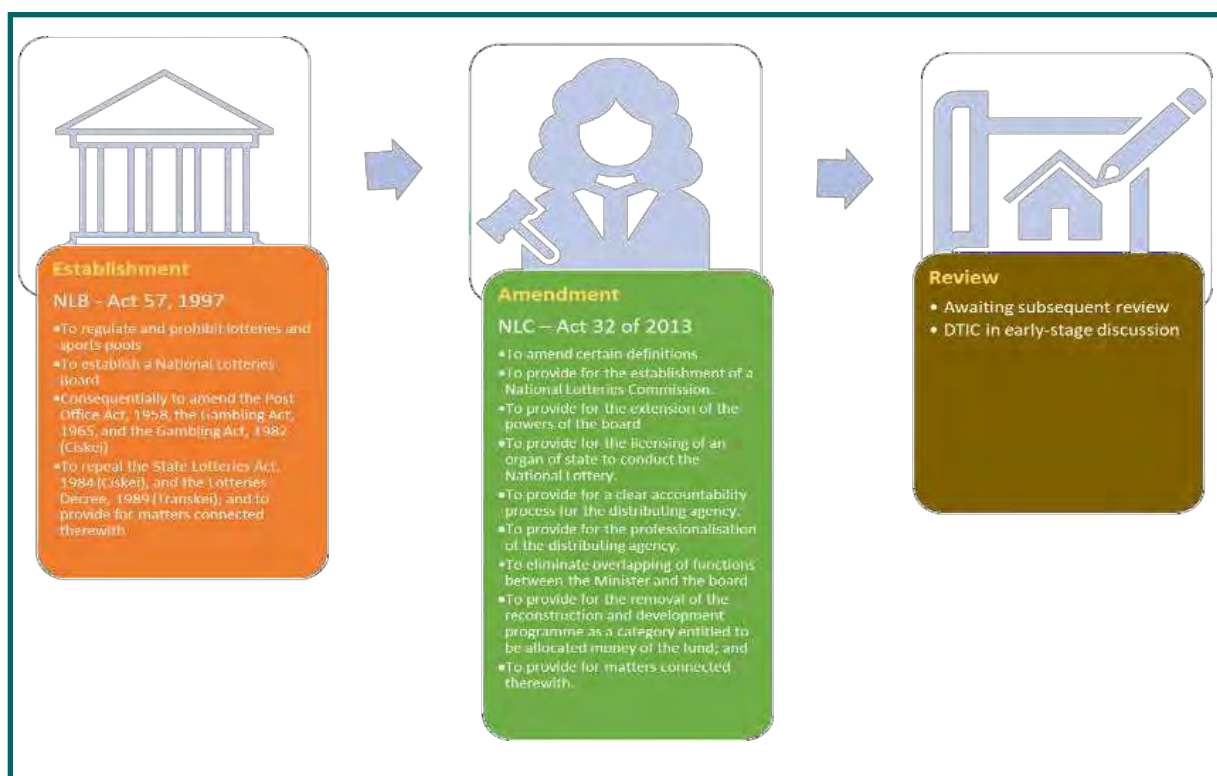 Establishment
NLB - Act 57, 1997
•To regulate and prohibit lotteries and
sports pools
•To establish a National Lotteries
Board
•Consequentially to amend the Post
Office Act, 1958, the Gambling Act,
1965, and the Gambling Act, 1982
(Ciskei)
•To repeal the State Lotteries Act,
1984 (Ciskei), and the Lotteries
Decree, 1989 (Transkei); and to
provide for matters connected
therewith
Amendment
NLC – Act 32 of 2013
•To amend certain definitions
•To provide for the establishment of a
National Lotteries Commission.
•To provide for the extension of the
powers of the board
•To provide for the licensing of an
organ of state to conduct the
National Lottery.
•To provide for a clear accountability
process for the distributing agency.
•To provide for the professionalisation
of the distributing agency.
•To eliminate overlapping of functions
between the Minister and the board
•To provide for the removal of the
reconstruction and development
programme as a category entitled to
be allocated money of the fund; and
•To provide for matters connected
therewith.
Review
• Awaiting subsequent review
• DTIC in early-stage discussion